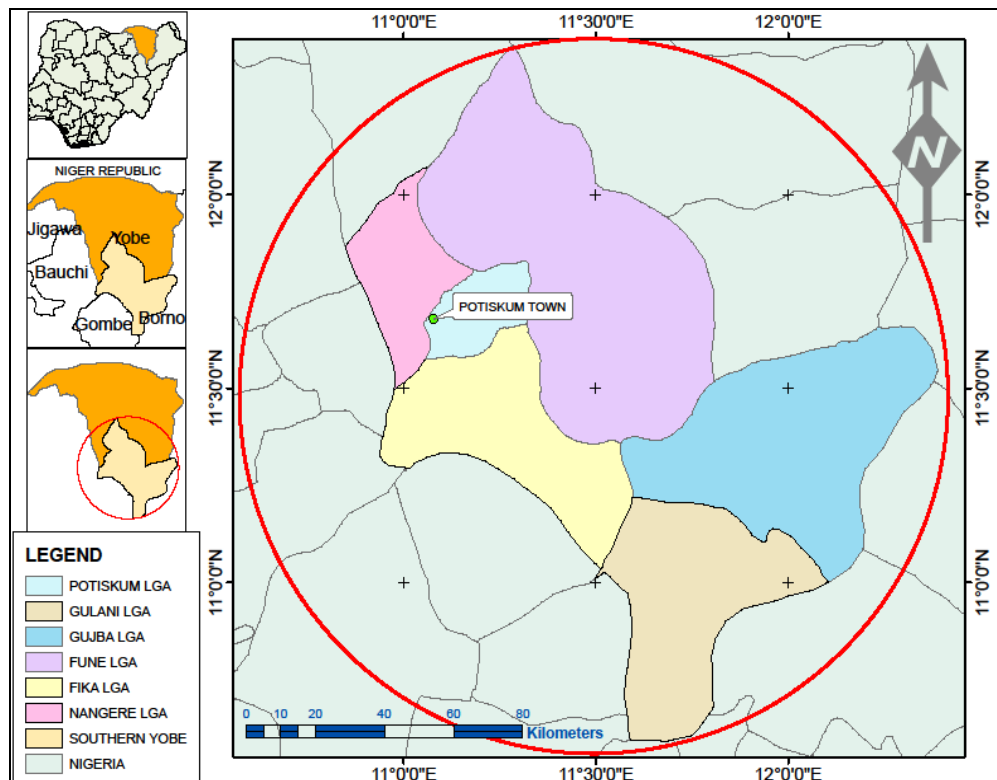 11°0'0"E 11°30'0"E 12°0'0"E
NIGER REPUBLIC
Jigawa
Yobe
Bauchi
Gombe
Borno
N
12°0'0"N
12°0'0"N
POTISKUM TOWN
11°30'0"N
11°30'0"N
11°0'0"N
11°0'0"N
LEGEND
POTISKUM LGA
GULANI LGA
GUJBA LGA
FUNE LGA
FIKA LGA
NANGERE LGA
SOUTHERN YOBE
NIGERIA
0 5 10 20 40 60 80
Kilometers
11°0'0"E 11°30'0"E 12°0'0"E